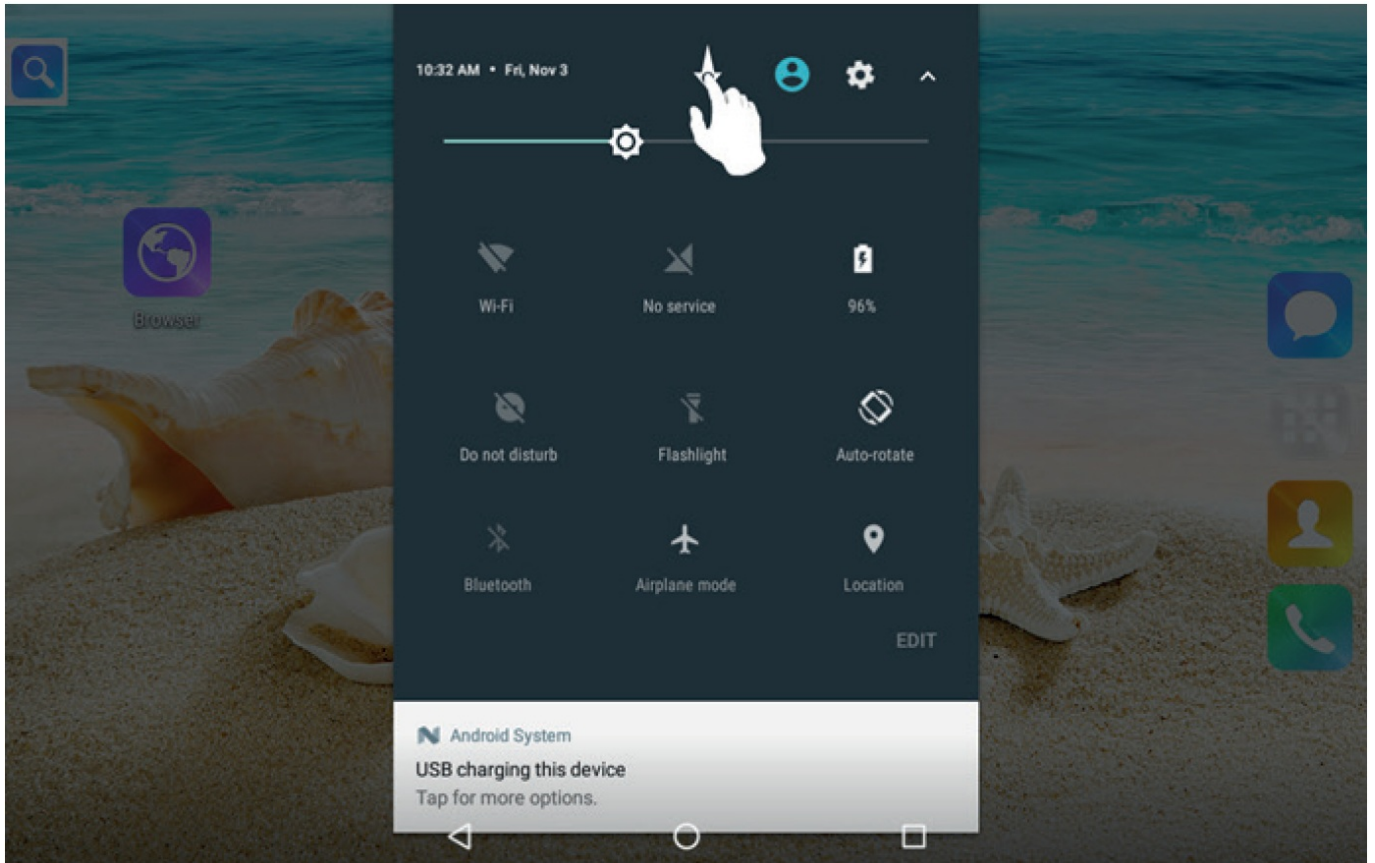 10:32 AM • Fri, Nov 3
Browser
Wi-Fi
No service
96%
Do not disturb
Flashlight
Auto-rotate
Bluetooth
Airplane mode
Location
EDIT
Android System
USB charging this device
Tap for more options.